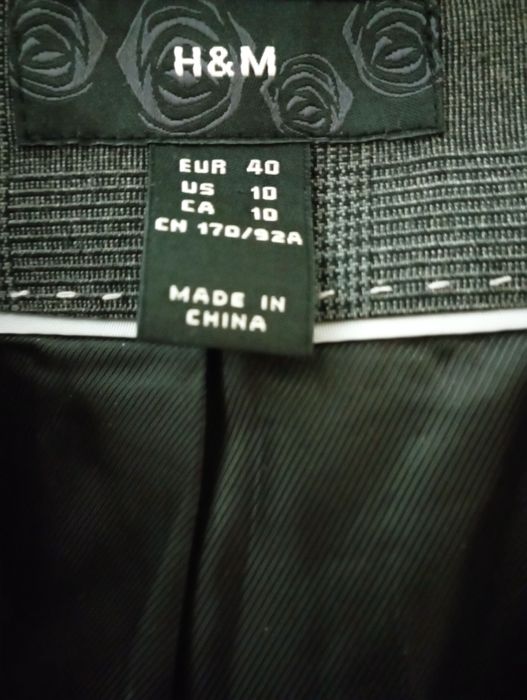 H&M
EUR 40
US 10
CA 10
CN 170/92A
MADE IN
CHINA